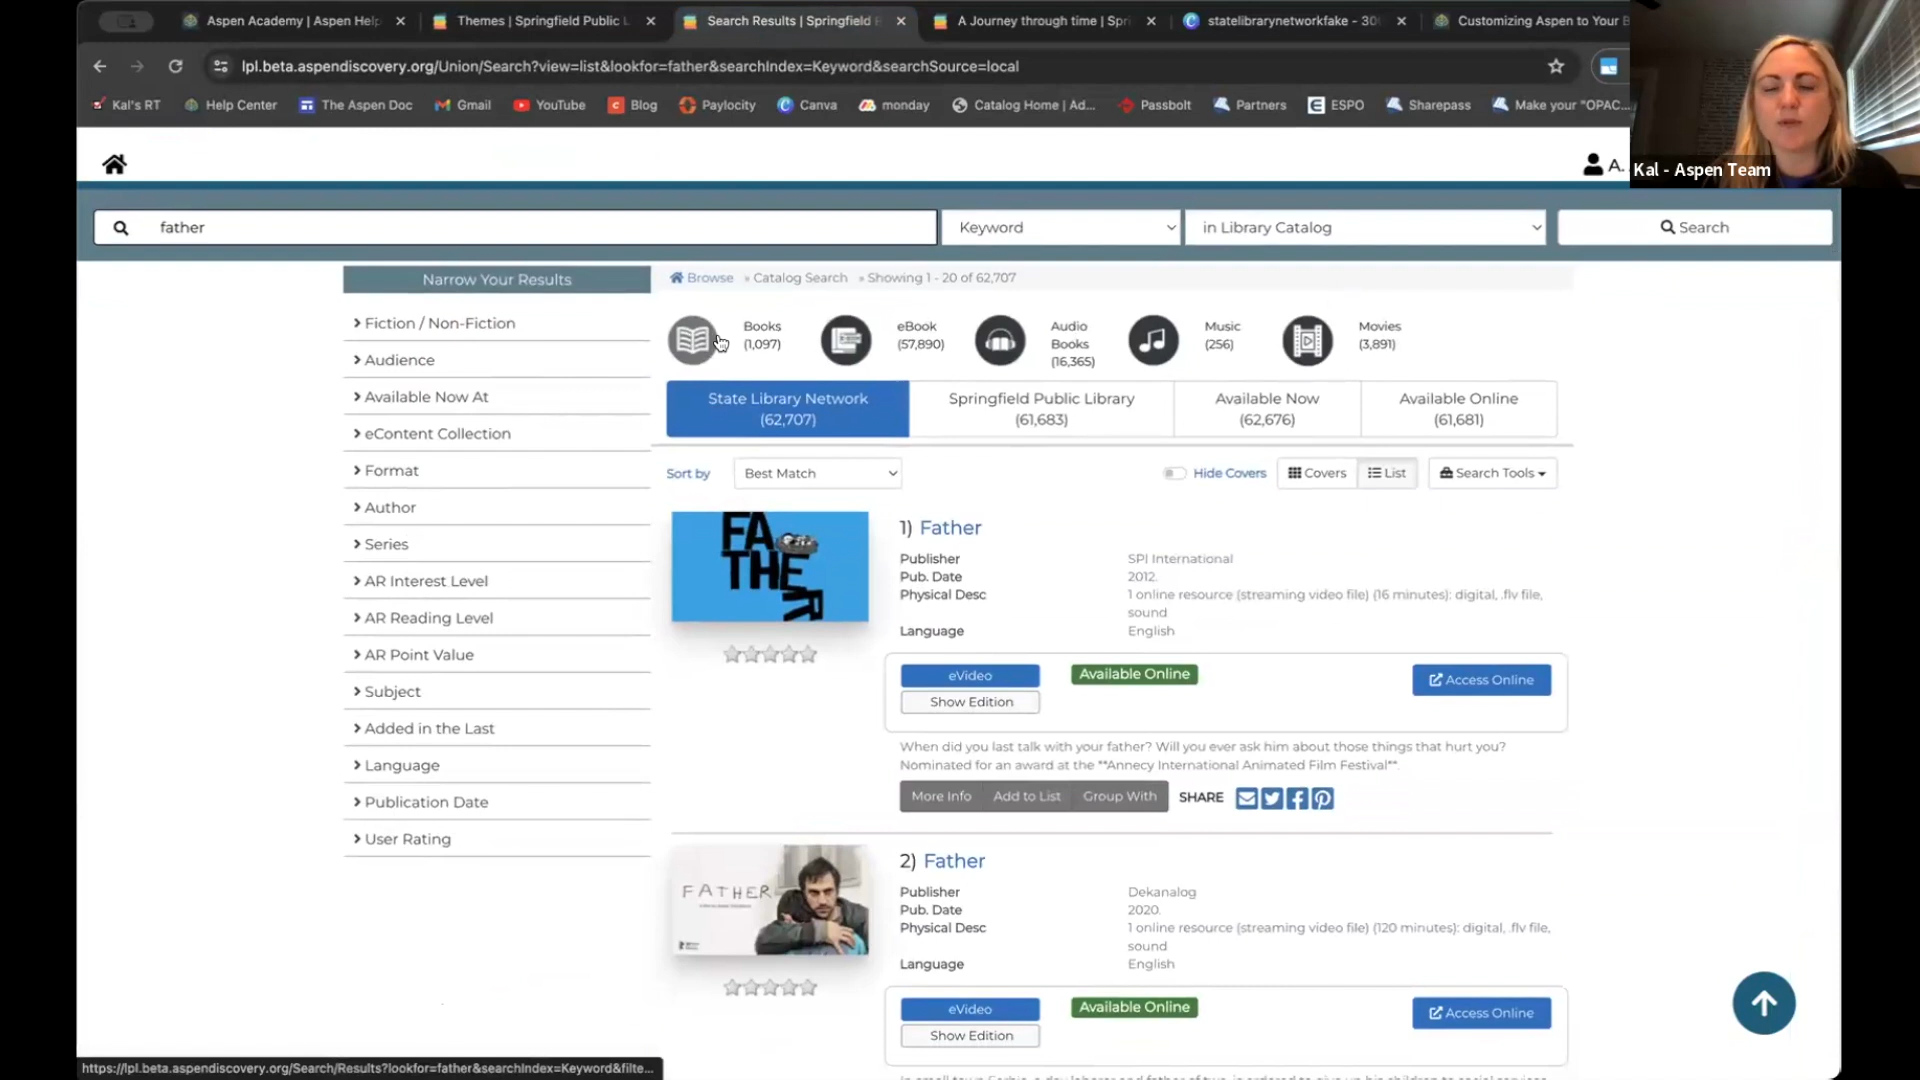 Aspen Academy | Aspen Help
Themes | Springfield Public L
Search Results | Springfield P
A Journey through time | Spri
statelibrarynetworkfake - 30
Customizing Aspen to Your B
lpl.beta.aspendiscovery.org/Union/Search?view=list&lookfor=father&searchIndex=Keyword&searchSource=local
Kal's RT
Help Center
The Aspen Doc
Gmail
YouTube
Blog
Paylocity
Canva
monday
Catalog Home | Ad...
Passbolt
Partners
ESPO
Sharepass
Make your "OPAC...
A.
Kal - Aspen Team
father
Keyword
in Library Catalog
Search
Narrow Your Results
Fiction / Non-Fiction
Audience
Available Now At
eContent Collection
Format
Author
Series
AR Interest Level
AR Reading Level
AR Point Value
Subject
Added in the Last
Language
Publication Date
User Rating
Browse » Catalog Search » Showing 1 - 20 of 62,707
Books
(1,097)
eBook
(57,890)
Audio
Books
(16,365)
Music
(256)
Movies
(3,891)
State Library Network
(62,707)
Springfield Public Library
(61,683)
Available Now
(62,676)
Available Online
(61,681)
Sort by
Best Match
Hide Covers
Covers
List
Search Tools
FA
THE
R
1) Father
Publisher SPI International
Pub. Date 2012.
Physical Desc 1 online resource (streaming video file) (16 minutes): digital, .flv file,
sound
Language English
eVideo
Show Edition
Available Online
Access Online
When did you last talk with your father? Will you ever ask him about those things that hurt you?
Nominated for an award at the **Annecy International Animated Film Festival**.
More Info
Add to List
Group With
SHARE
FATHER
2) Father
Publisher Dekanalog
Pub. Date 2020.
Physical Desc 1 online resource (streaming video file) (120 minutes): digital, .flv file,
sound
Language English
eVideo
Show Edition
Available Online
Access Online
https://lpl.beta.aspendiscovery.org/Search/Results?lookfor=father&searchIndex=Keyword&filte...